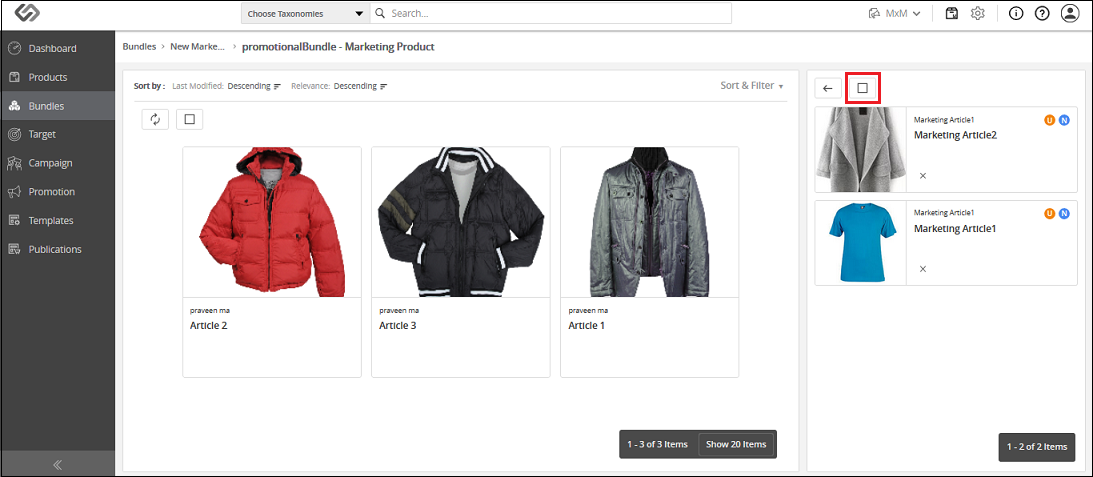 Choose Taxonomies
Search...
MxM
Dashboard
Products
Bundles
Target
Campaign
Promotion
Templates
Publications
Bundles > New Marke... > promotionalBundle - Marketing Product
Sort by : Last Modified: Descending Relevance: Descending
Sort & Filter
praveen ma
Article 2
praveen ma
Article 3
praveen ma
Article 1
1 - 3 of 3 Items
Show 20 Items
Marketing Article1
U N
Marketing Article2
Marketing Article1
U N
Marketing Article1
1 - 2 of 2 Items